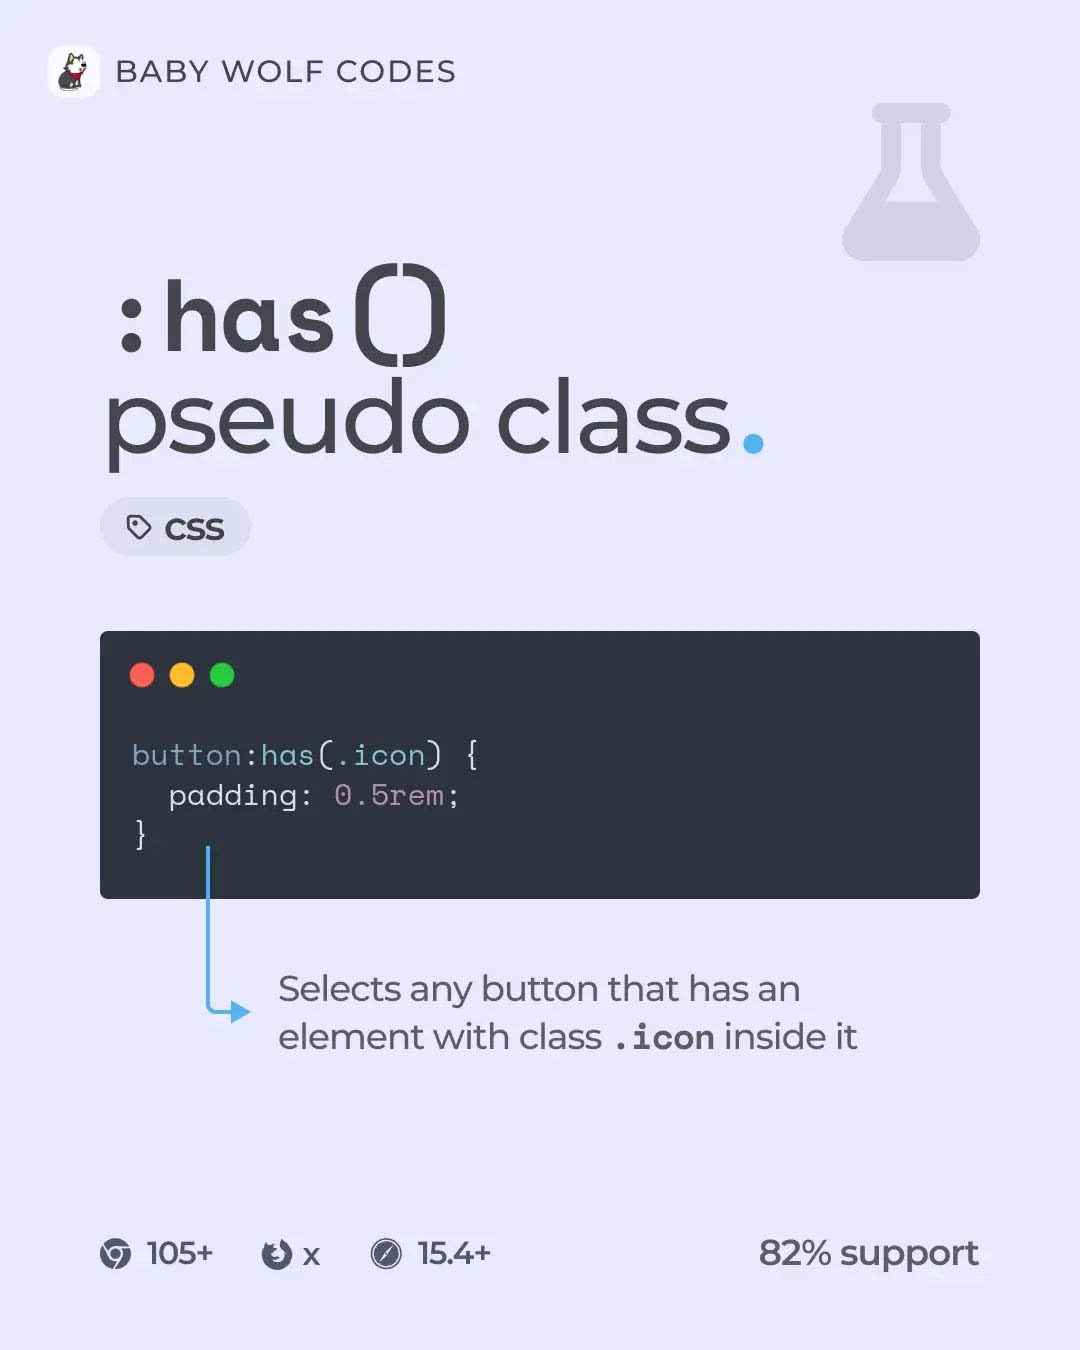 BABY WOLF CODES
:has()
pseudo class.
CSS
button:has(.icon) {
  padding: 0.5rem;
}
Selects any button that has an
element with class .icon inside it
105+ x 15.4+ 82% support